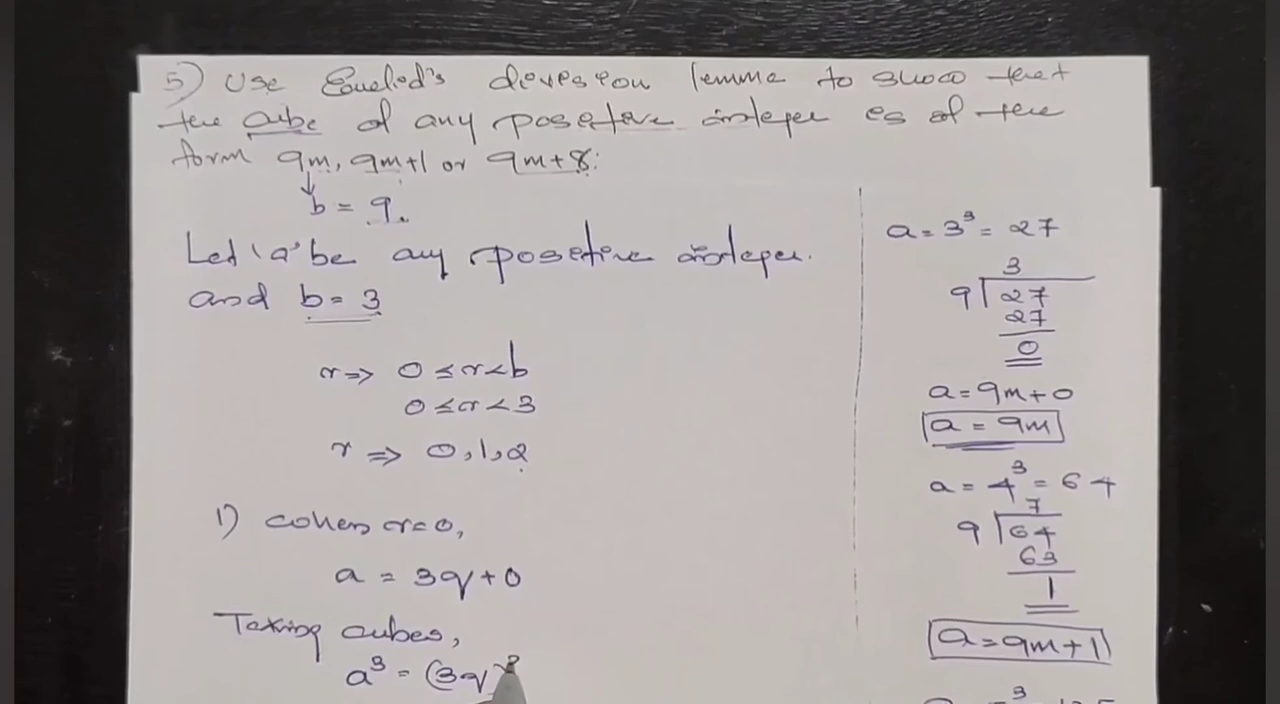 5) Use Euclid's division lemma to show that
the cube of any positive integer is of the
form 9m, 9m+1 or 9m+8.
b = 9.
Let 'a' be any positive integer.
and b = 3
r => 0 ≤ r < b
0 ≤ r < 3
r => 0, 1, 2
1) when r=0,
a = 3q + 0
Taking cubes,
a³ = (3q)³
a = 3³ = 27
3
9 27
27
0
a = 9m + 0
a = 9m
a = 4³ = 64
7
9 64
63
1
a = 9m + 1